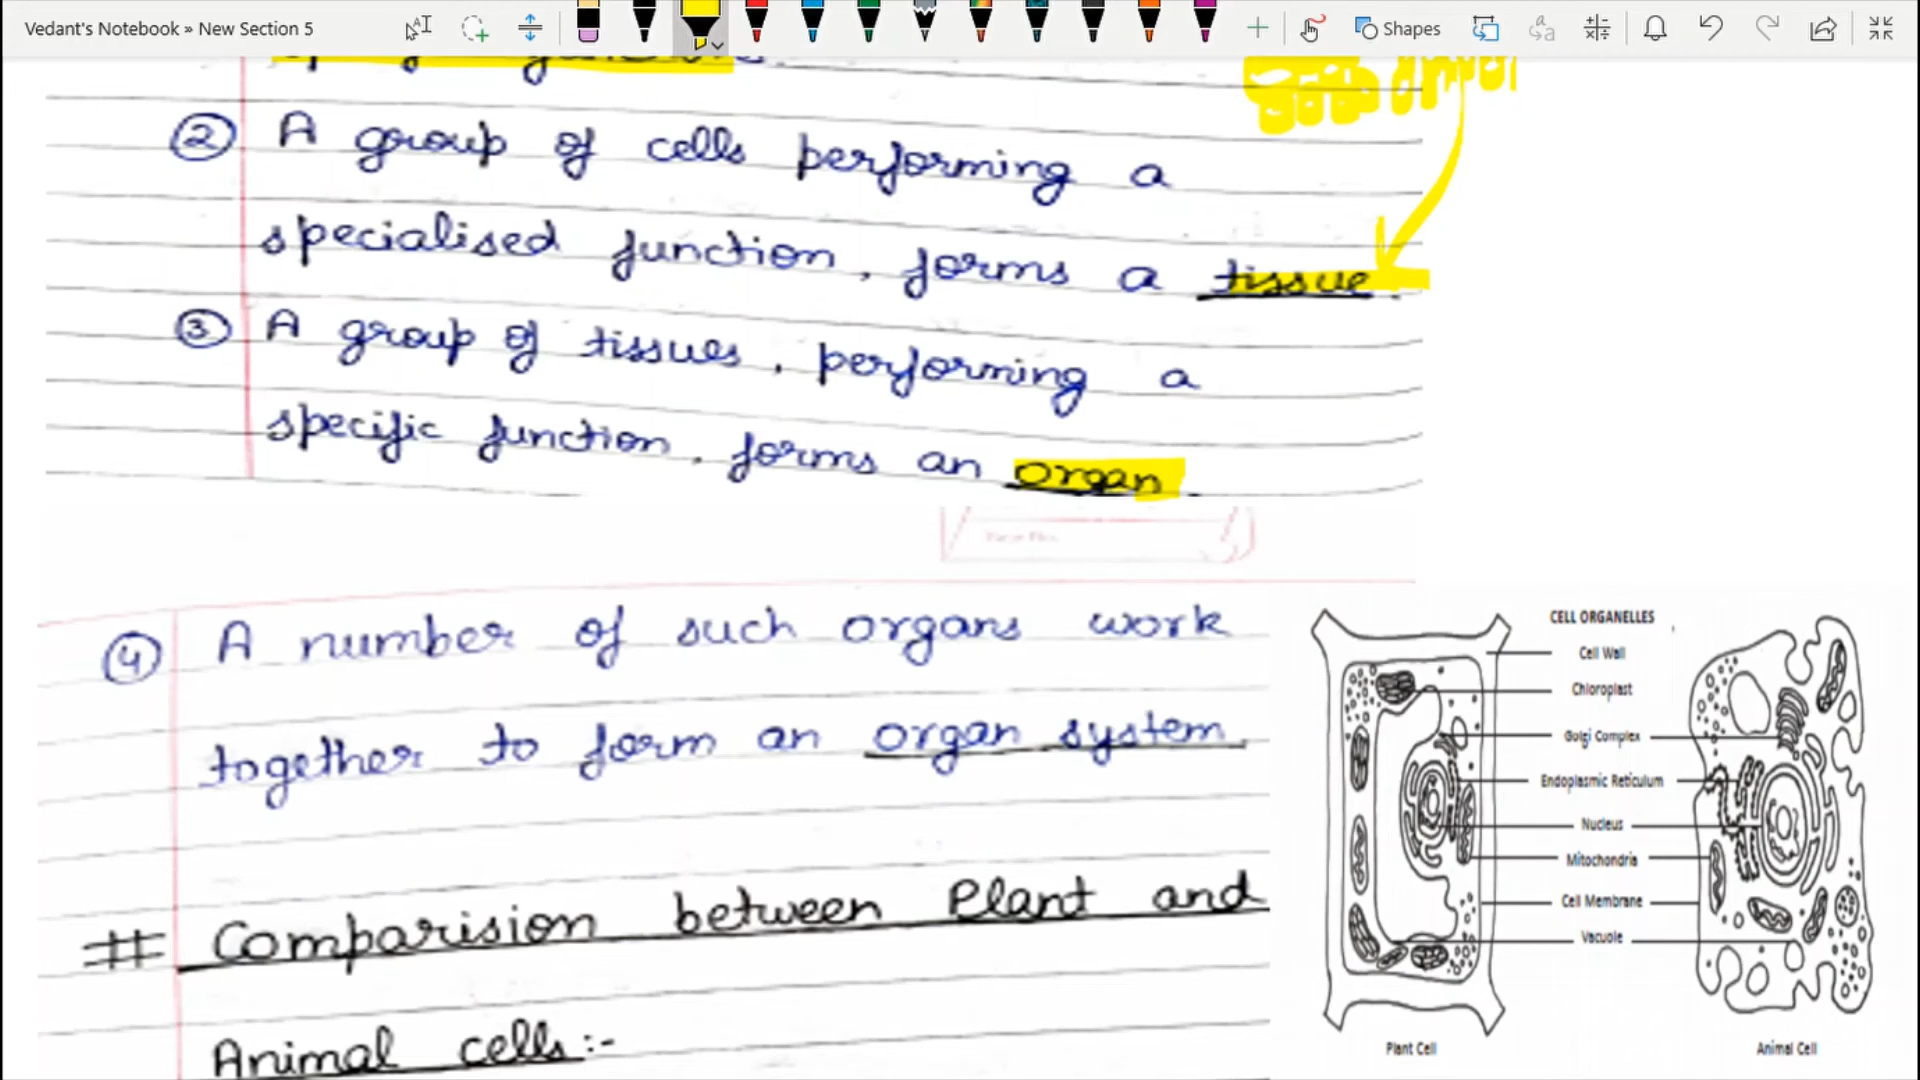 Vedant's Notebook » New Section 5
Shapes
② A group of cells performing a
specialised function, forms a tissue.
③ A group of tissues, performing a
specific function, forms an organ.
④ A number of such organs work
together to form an organ system
# Comparision between Plant and
Animal cells:-
CELL ORGANELLES
Cell Wall
Chloroplast
Golgi Complex
Endoplasmic Reticulum
Nucleus
Mitochondria
Cell Membrane
Vacuole
Plant Cell
Animal Cell